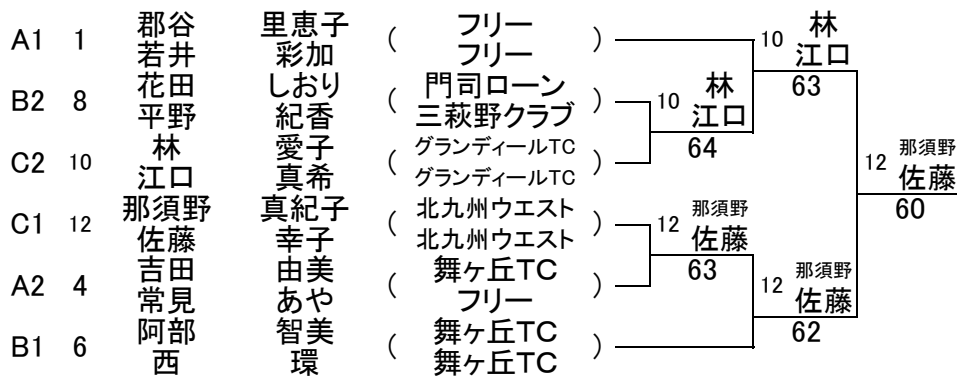 A1 1 郡谷 里恵子 ( フリー )
若井 彩加 フリー
B2 8 花田 しおり ( 門司ローン )
平野 紀香 三萩野クラブ
C2 10 林 愛子 ( グランディールTC )
江口 真希 グランディールTC
C1 12 那須野 真紀子 ( 北九州ウエスト )
佐藤 幸子 北九州ウエスト
A2 4 吉田 由美 ( 舞ヶ丘TC )
常見 あや フリー
B1 6 阿部 智美 ( 舞ヶ丘TC )
西 環 舞ヶ丘TC
10 林
江口
64
12 那須野
佐藤
63
10 林
江口
63
12 那須野
佐藤
62
12 那須野
佐藤
60